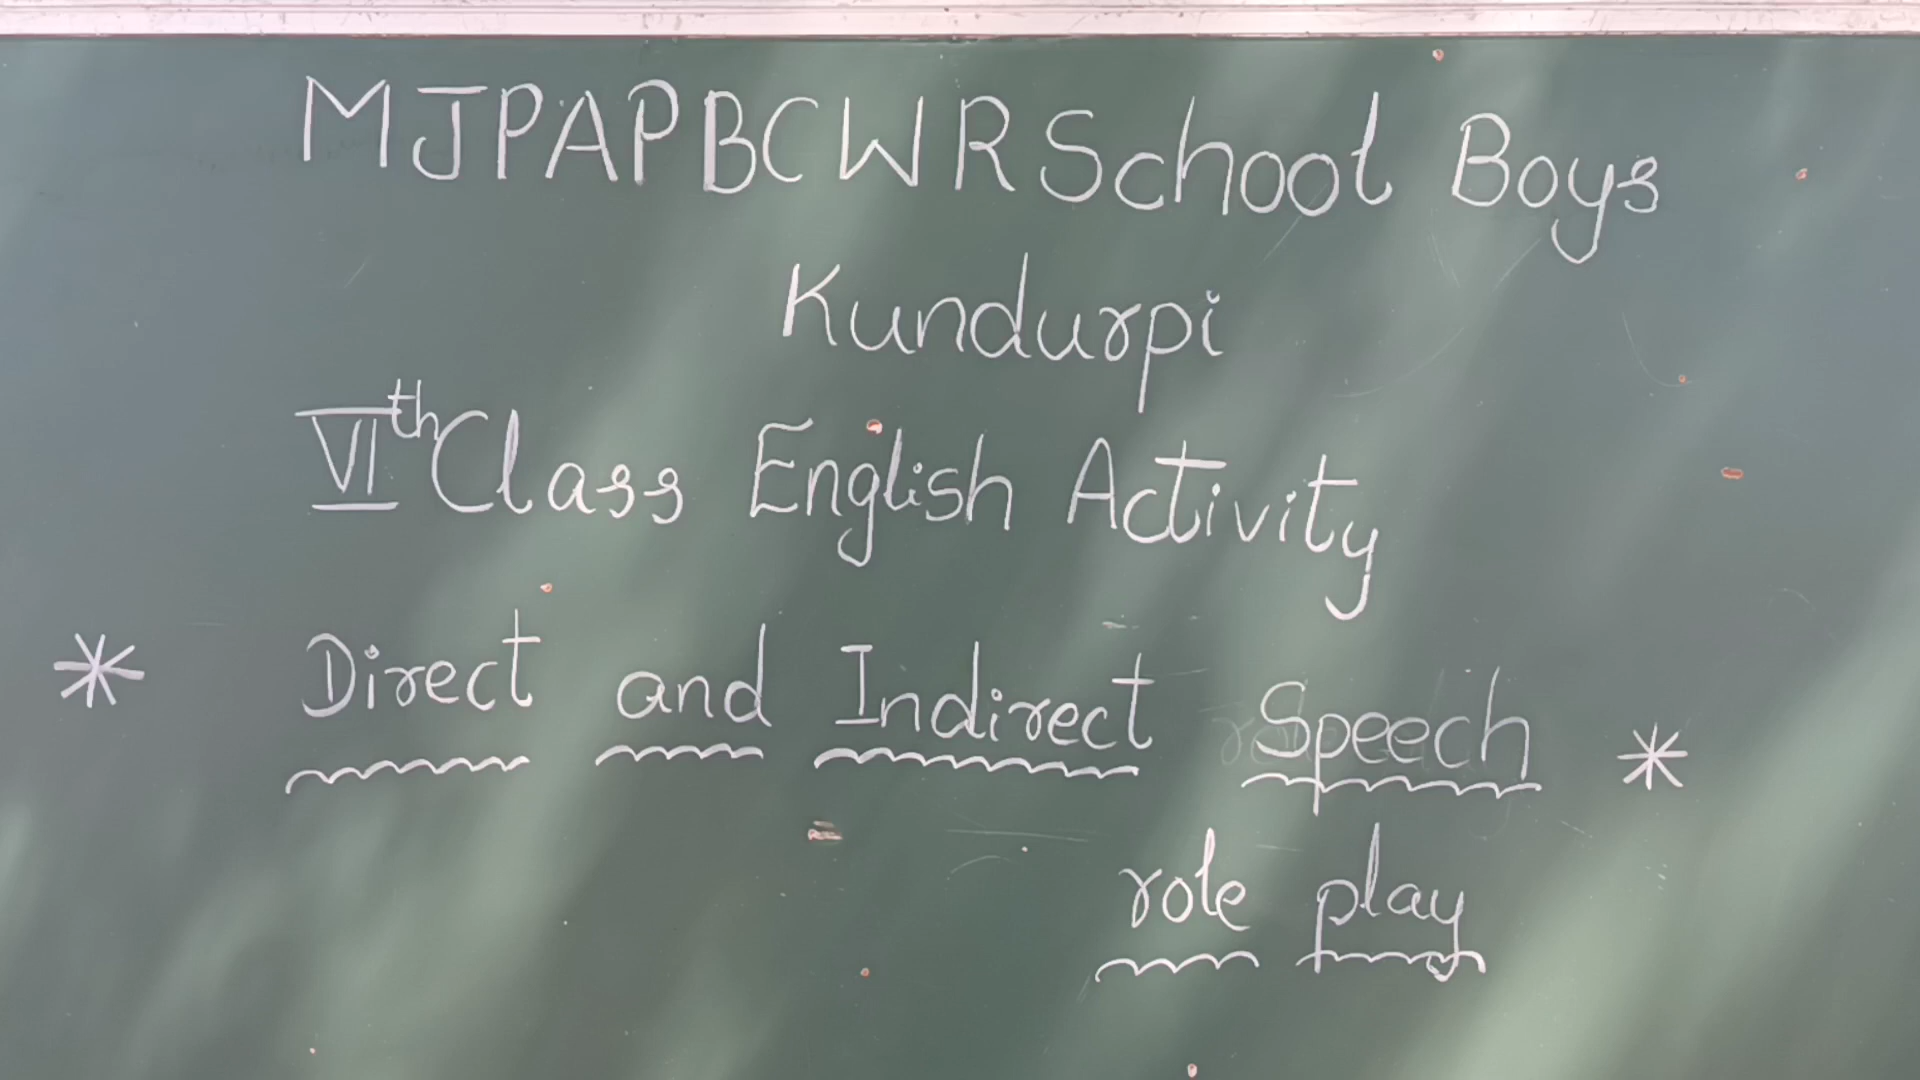 MJPAPBCWR School Boys
Kundurpi
VIth Class English Activity
* Direct and Indirect Speech *
role play